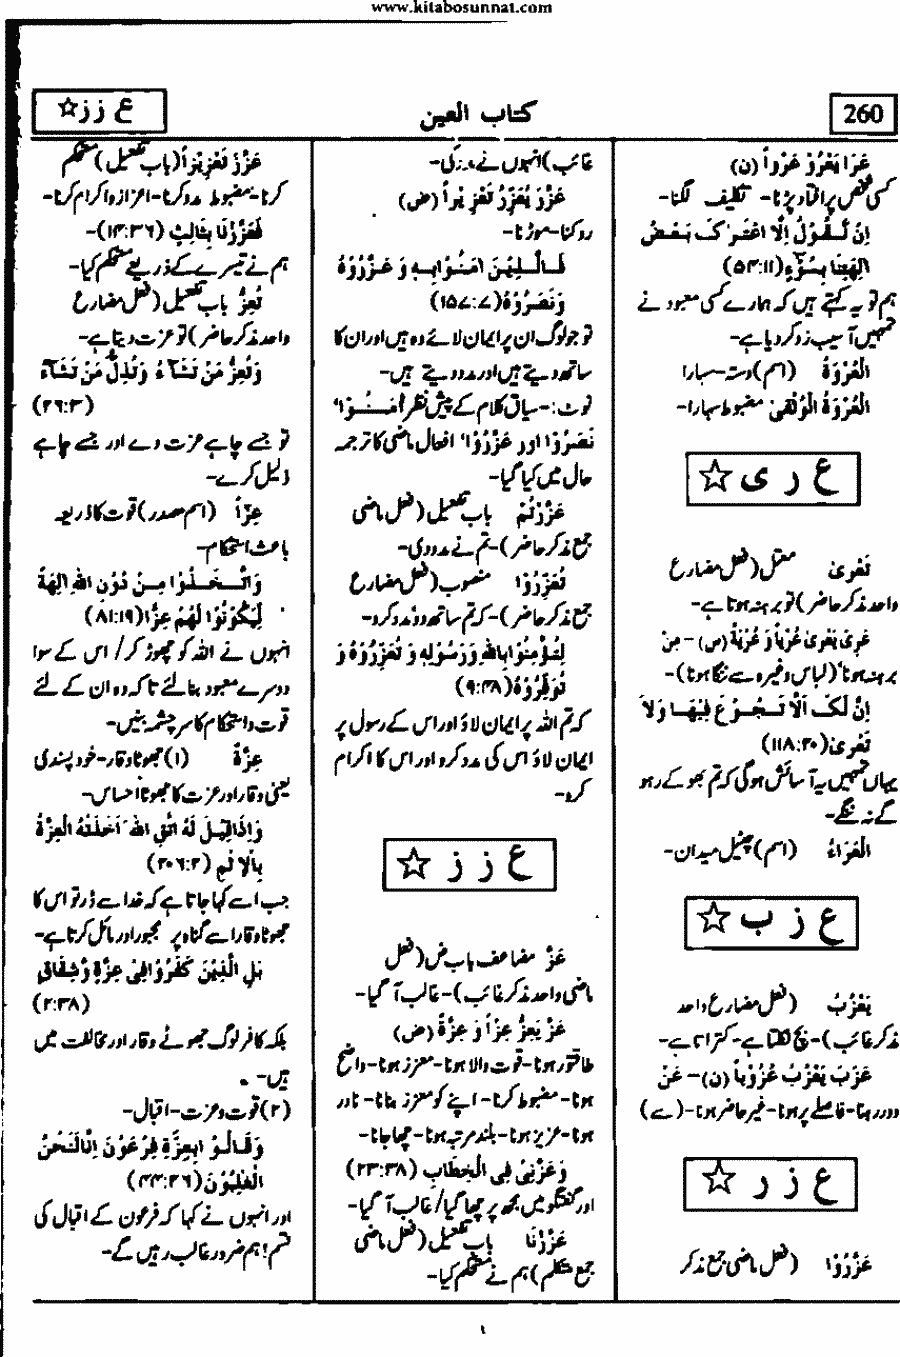 www.kitabosunnat.com
260
کتاب العین
ع زز ☆
عَرَا يَعْرُوْ عَرْواً (ن)
کسی شخص پر افتاد پڑنا۔ تکلیف لگنا۔
اِنْ نَّقُوْلُ اِلَّا اعْتَرٰكَ بَعْضُ
اٰلِهَتِنَا بِسُوْٓءٍ (۵۴:۱۱)
ہم تو یہ کہتے ہیں کہ ہمارے کسی معبود نے
تمہیں آسیب زدہ کر دیا ہے۔
الْعُرْوَةُ (اسم) دستہ۔ سہارا
الْعُرْوَةُ الْوُثْقٰی مضبوط سہارا۔
ع ر ی ☆
تَعْرٰی معتل (فعل مضارع
واحد مذکر حاضر) تو برہنہ ہوتا ہے۔
عَرِیَ یَعْرٰی عُرْیاً وَ عُرْیَةً (س) ۔ مِنْ
برہنہ ہونا (لباس وغیرہ سے ننگا ہونا)۔
اِنَّ لَكَ اَلَّا تَجُوْعَ فِيْهَا وَلَا
تَعْرٰی (۱۱۸:۲۰)
یہاں تمہیں یہ آسائش ہوگی کہ تم بھوکے رہو
گے نہ ننگے۔
الْعَرَاءُ (اسم) چٹیل میدان۔
ع ز ب ☆
یَعْزُبُ (فعل مضارع واحد
مذکر غائب)۔ بچ نکلتا ہے۔ کتراتا ہے۔
عَزَبَ یَعْزُبُ عُزُوْباً (ن)۔ عَنْ
دور رہنا۔ فاصلے پر ہونا۔ غیر حاضر ہونا۔ (سے)
ع ز ر ☆
عَزَّرُوْا (فعل ماضی جمع مذکر
غائب) انہوں نے مدد کی۔
عَزَّرَ یُعَزِّرُ تَعْزِیْراً (ض)
روکنا۔ موڑنا۔
فَالَّذِيْنَ اٰمَنُوْا بِهٖ وَ عَزَّرُوْهُ
وَنَصَرُوْهُ (۱۵۷:۷)
تو جو لوگ ان پر ایمان لائے وہ ہیں اور ان کا
ساتھ دیتے ہیں اور مدد دیتے ہیں۔
نوٹ:۔ سیاق کلام کے پیش نظر اٰمَنُوْا'
نَصَرُوْا اور عَزَّرُوْا' افعال ماضی کا ترجمہ
حال میں کیا گیا۔
عَزَّرْتُمْ باب تفعیل (فعل ماضی
جمع مذکر حاضر)۔ تم نے مدد دی۔
تُعَزِّرُوْا منصوب (فعل مضارع
جمع مذکر حاضر)۔ کہ تم ساتھ دو مدد کرو۔
لِتُؤْمِنُوْا بِاللّٰهِ وَرَسُوْلِهٖ وَ تُعَزِّرُوْهُ وَ
تُوَقِّرُوْهُ (۹:۴۸)
کہ تم اللہ پر ایمان لاؤ اور اس کے رسول پر
ایمان لاؤ اس کی مدد کرو اور اس کا اکرام
کرو۔
ع ز ز ☆
عَزَّ مضاعف باب ض (فعل
ماضی واحد مذکر غائب)۔ غالب آ گیا۔
عَزَّ یَعِزُّ عِزّاً وَ عِزَّةً (ض)
طاقتور ہونا۔ قوت والا ہونا۔ معزز ہونا۔ واضح
ہونا۔ مضبوط کرنا۔ اپنے کو معزز بنانا۔ نادر
ہونا۔ عزیز ہونا۔ بلند مرتبہ ہونا۔ چھا جانا۔
وَعَزَّنِیْ فِی الْخِطَابِ (۲۳:۳۸)
اور گفتگو میں مجھ پر چھا گیا/ غالب آ گیا۔
عَزَّزْنَا باب تفعیل (فعل ماضی
جمع متکلم) ہم نے مستحکم کیا۔
عَزَّزَ تَعْزِیْزاً (باب تفعیل) مستحکم
کرنا۔ مضبوط مدد کرنا۔ اعزاز و اکرام کرنا۔
فَعَزَّزْنَا بِثَالِثٍ (۱۴:۳۶)۔
ہم نے تیسرے کے ذریعے مستحکم کیا۔
تُعِزُّ باب تفعیل (فعل مضارع
واحد مذکر حاضر) تو عزت دیتا ہے۔
وَتُعِزُّ مَنْ تَشَآءُ وَتُذِلُّ مَنْ تَشَآءُ
(۲۶:۳)
تو جسے چاہے عزت دے اور جسے چاہے
ذلیل کرے۔
عِزًّا (اسم مصدر) قوت کا ذریعہ
باعث استحکام۔
وَاتَّخَذُوْا مِنْ دُوْنِ اللّٰهِ اٰلِهَةً
لِّيَكُوْنُوْا لَهُمْ عِزًّا (۸۱:۱۹)
انہوں نے اللہ کو چھوڑ کر/ اس کے سوا
دوسرے معبود بنا لئے تاکہ وہ ان کے لئے
قوت و استحکام کا سرچشمہ بنیں۔
عِزَّةٌ (۱) جھوٹا وقار۔ خود پسندی
یعنی وقار اور عزت کا جھوٹا احساس۔
وَاِذَا قِيْلَ لَهُ اتَّقِ اللّٰهَ اَخَذَتْهُ الْعِزَّةُ
بِالْاِثْمِ (۲۰۶:۲)
جب اسے کہا جاتا ہے کہ خدا سے ڈر تو اس کا
جھوٹا وقار اسے گناہ پر مجبور اور مائل کرتا ہے۔
بَلِ الَّذِيْنَ كَفَرُوْا فِیْ عِزَّةٍ وَّشِقَاقٍ
(۲:۳۸)
بلکہ کافر لوگ جھوٹے وقار اور مخالفت میں
ہیں۔
(۲) قوت و عزت۔ اقبال۔
وَقَالُوْا بِعِزَّةِ فِرْعَوْنَ اِنَّا لَنَحْنُ
الْغٰلِبُوْنَ (۴۴:۲۶)
اور انہوں نے کہا کہ فرعون کے اقبال کی
قسم! ہم ضرور غالب رہیں گے۔